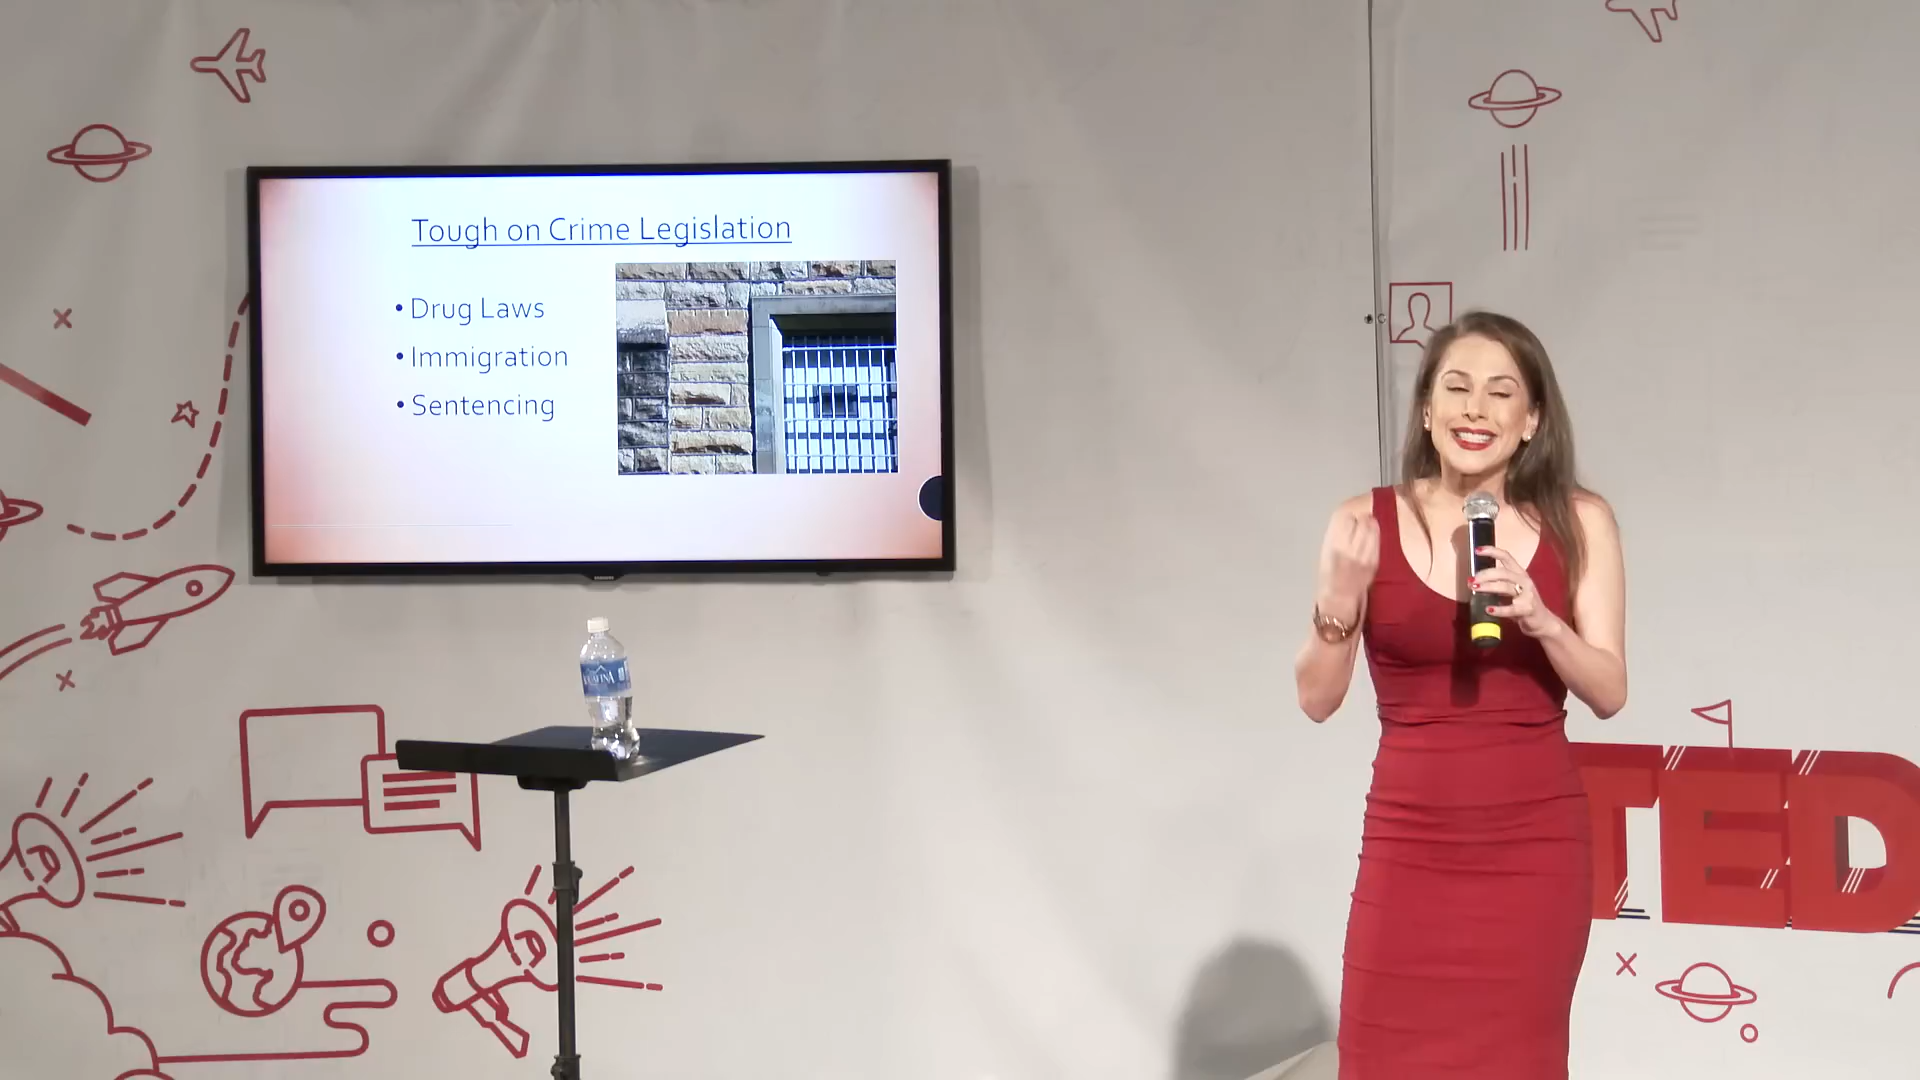 Tough on Crime Legislation
• Drug Laws
• Immigration
• Sentencing
TED